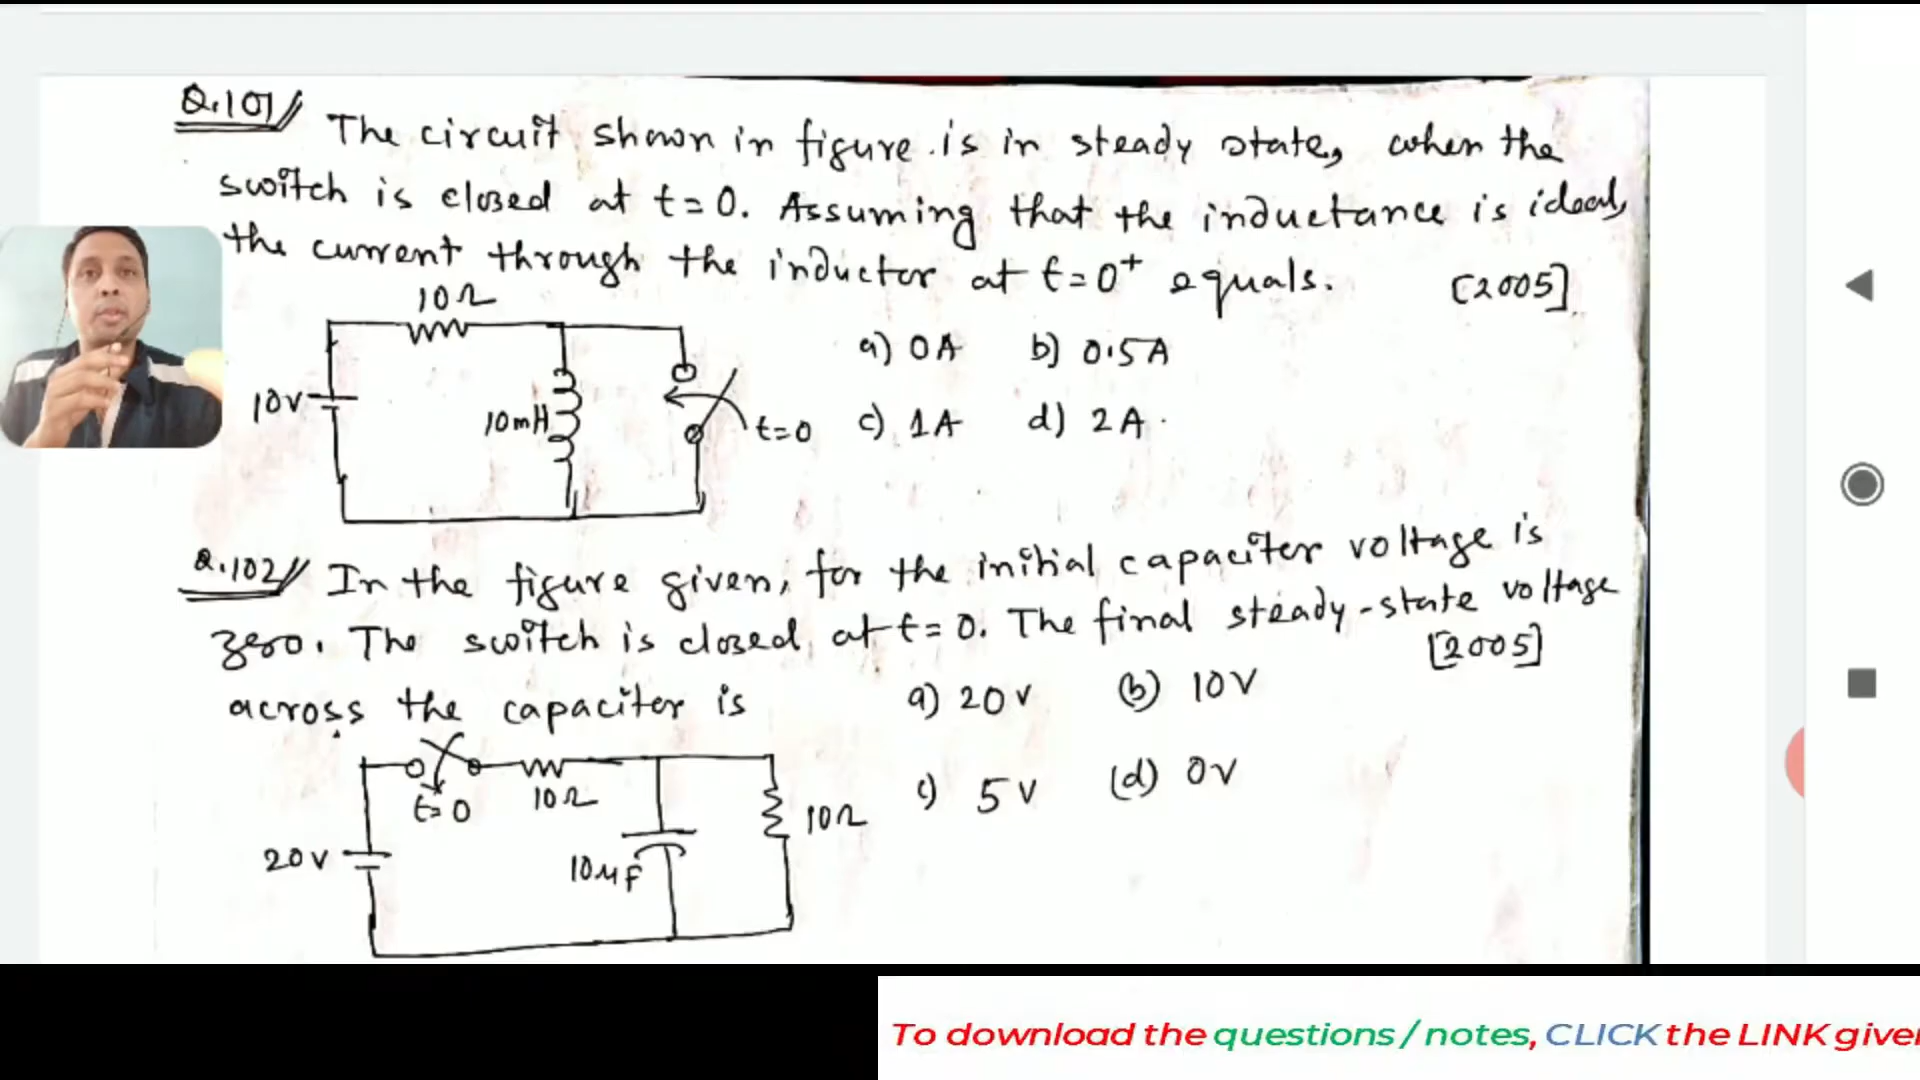 Q.101
The circuit shown in figure is in steady state, when the
switch is closed at t=0. Assuming that the inductance is ideal,
the current through the inductor at t=0⁺ equals. [2005]
10Ω
a) 0A b) 0.5A
10V
10mH
t=0
c) 1A d) 2A.
Q.102 In the figure given, for the initial capaciter voltage is
zero. The switch is closed at t=0. The final steady-state voltage
[2005]
across the capaciter is
a) 20V (b) 10V
t=0
10Ω
c) 5V (d) 0V
10Ω
20V
10μF
To download the questions / notes, CLICK the LINK given